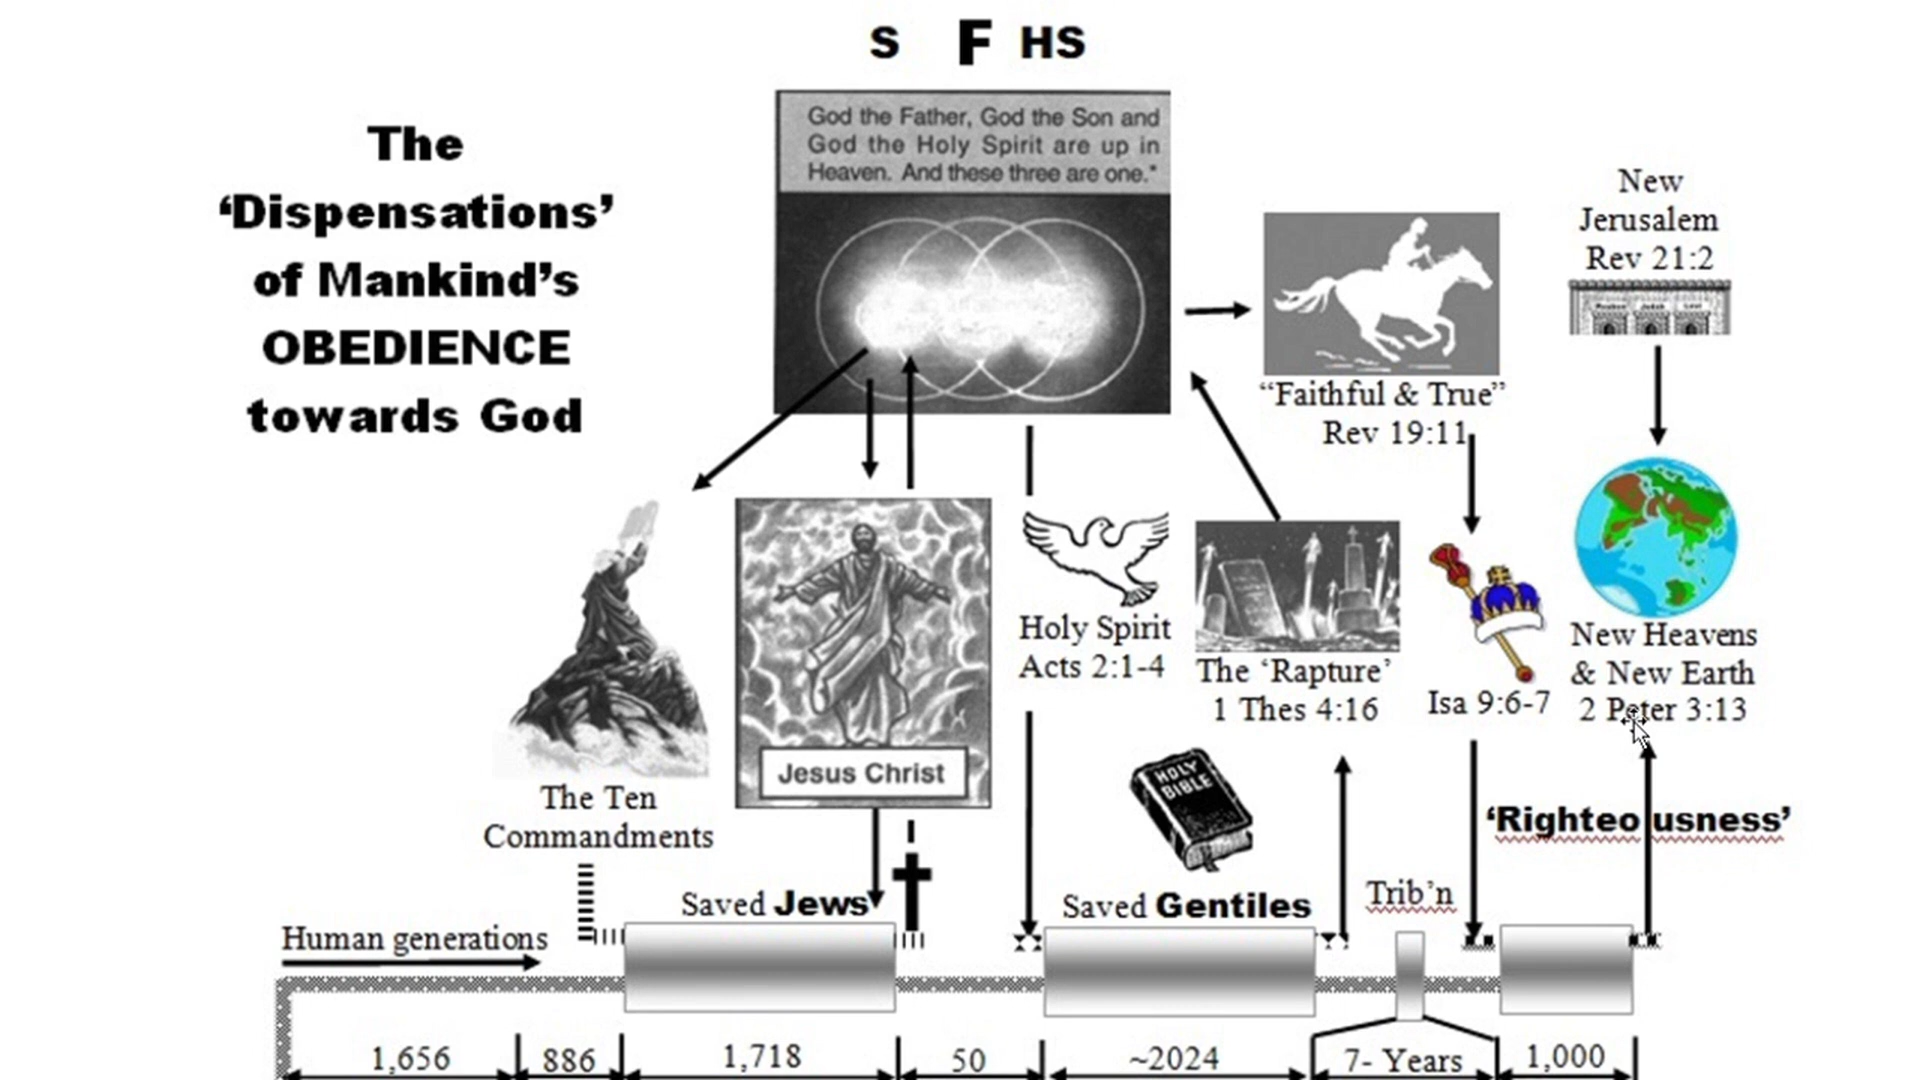 S F HS
The
‘Dispensations’
of Mankind’s
OBEDIENCE
towards God
God the Father, God the Son and
God the Holy Spirit are up in
Heaven. And these three are one.*
“Faithful & True”
Rev 19:11
New
Jerusalem
Rev 21:2
Reuben Judah Levi
The Ten
Commandments
Jesus Christ
Holy Spirit
Acts 2:1-4
The ‘Rapture’
1 Thes 4:16
Isa 9:6-7
New Heavens
& New Earth
2 Peter 3:13
HOLY
BIBLE
‘Righteousness’
Saved Jews
Saved Gentiles
Trib’n
Human generations
1,656 886 1,718 50 ~2024 7- Years 1,000